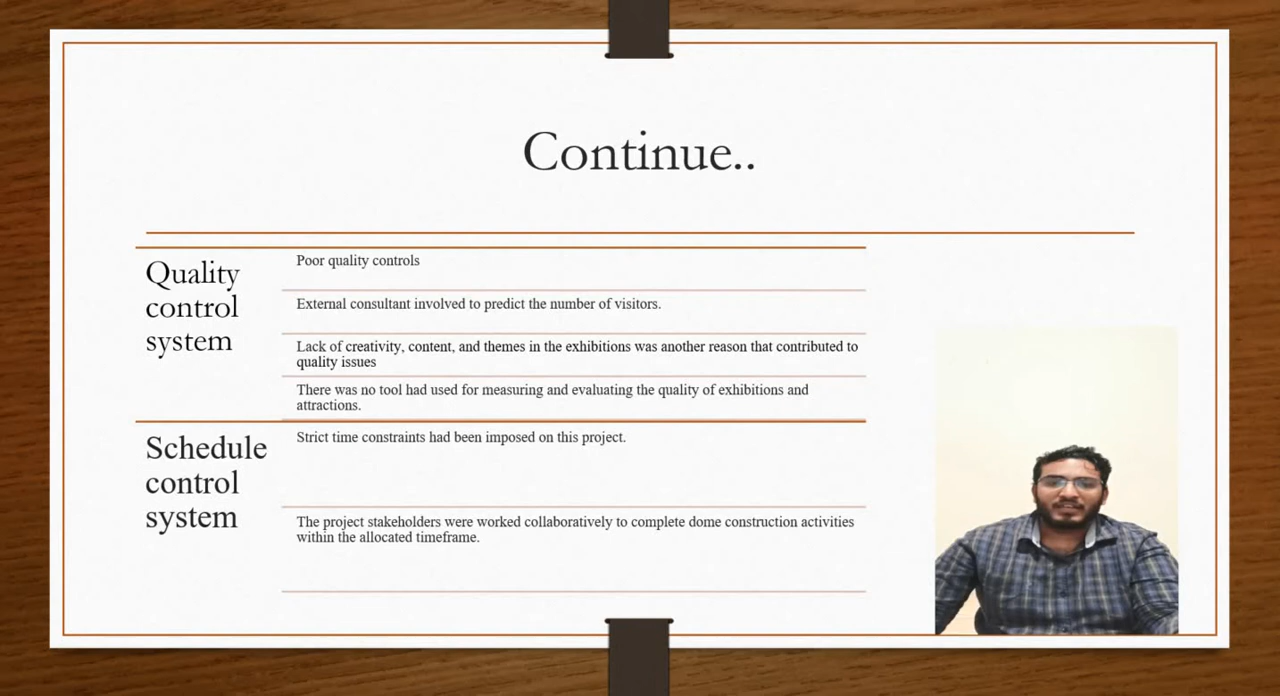 Continue..
Quality
control
system
Poor quality controls
External consultant involved to predict the number of visitors.
Lack of creativity, content, and themes in the exhibitions was another reason that contributed to
quality issues
There was no tool had used for measuring and evaluating the quality of exhibitions and
attractions.
Schedule
control
system
Strict time constraints had been imposed on this project.
The project stakeholders were worked collaboratively to complete dome construction activities
within the allocated timeframe.